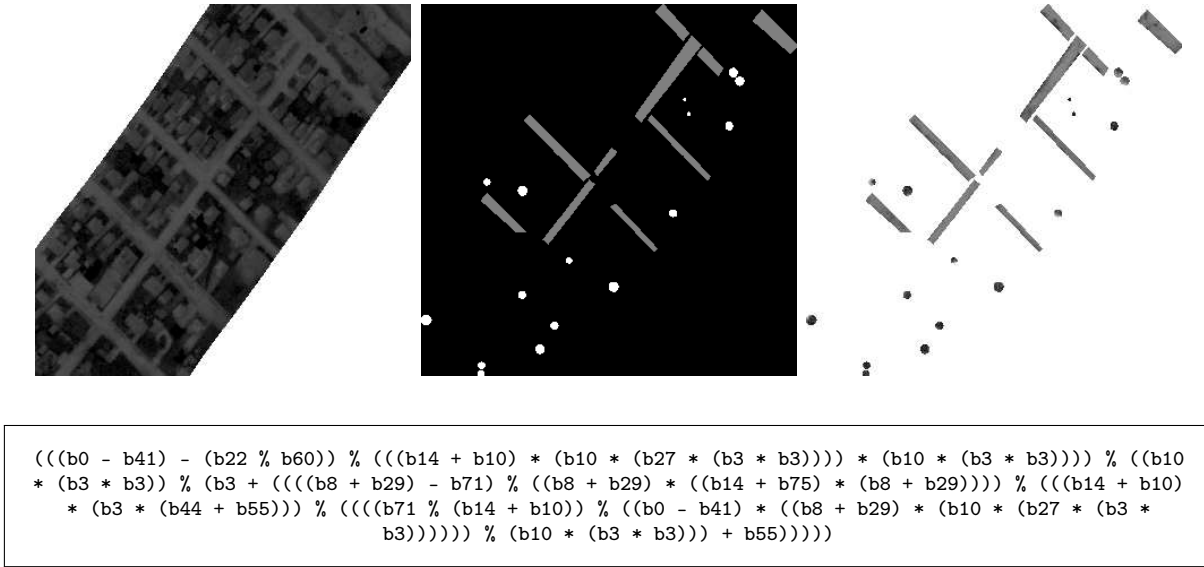 (((b0 - b41) - (b22 % b60)) % (((b14 + b10) * (b10 * (b27 * (b3 * b3)))) * (b10 * (b3 * b3)))) % ((b10
* (b3 * b3)) % (b3 + ((((b8 + b29) - b71) % ((b8 + b29) * ((b14 + b75) * (b8 + b29)))) % (((b14 + b10)
* (b3 * (b44 + b55))) % ((((b71 % (b14 + b10)) % ((b0 - b41) * ((b8 + b29) * (b10 * (b27 * (b3 *
b3)))))) % (b10 * (b3 * b3))) + b55)))))